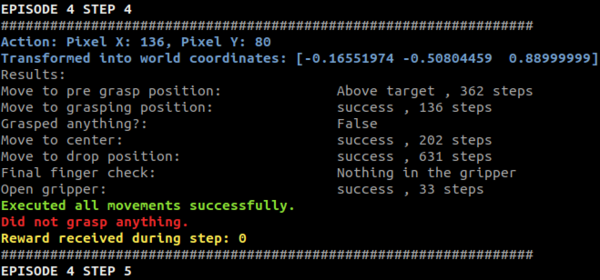 EPISODE 4 STEP 4
#################################################################
Action: Pixel X: 136, Pixel Y: 80
Transformed into world coordinates: [-0.16551974 -0.50804459  0.88999999]
Results:
Move to pre grasp position:              Above target , 362 steps
Move to grasping position:               success , 136 steps
Grasped anything?:                       False
Move to center:                          success , 202 steps
Move to drop position:                   success , 631 steps
Final finger check:                      Nothing in the gripper
Open gripper:                            success , 33 steps
Executed all movements successfully.
Did not grasp anything.
Reward received during step: 0
#################################################################
EPISODE 4 STEP 5